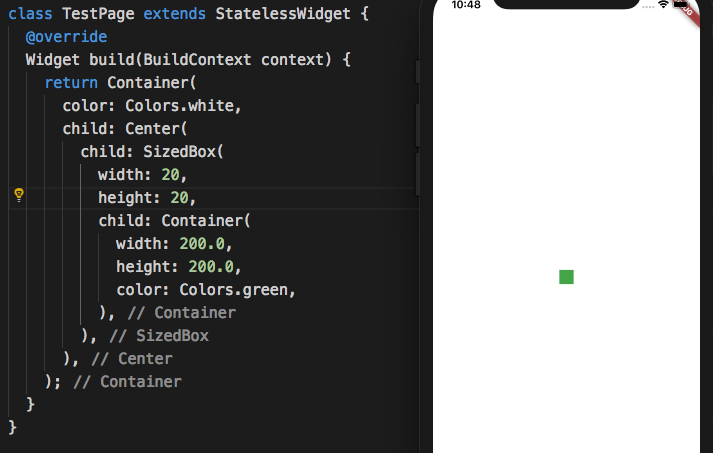 class TestPage extends StatelessWidget {
@override
Widget build(BuildContext context) {
return Container(
color: Colors.white,
child: Center(
child: SizedBox(
width: 20,
height: 20,
child: Container(
width: 200.0,
height: 200.0,
color: Colors.green,
), // Container
), // SizedBox
), // Center
); // Container
}
}
10:48